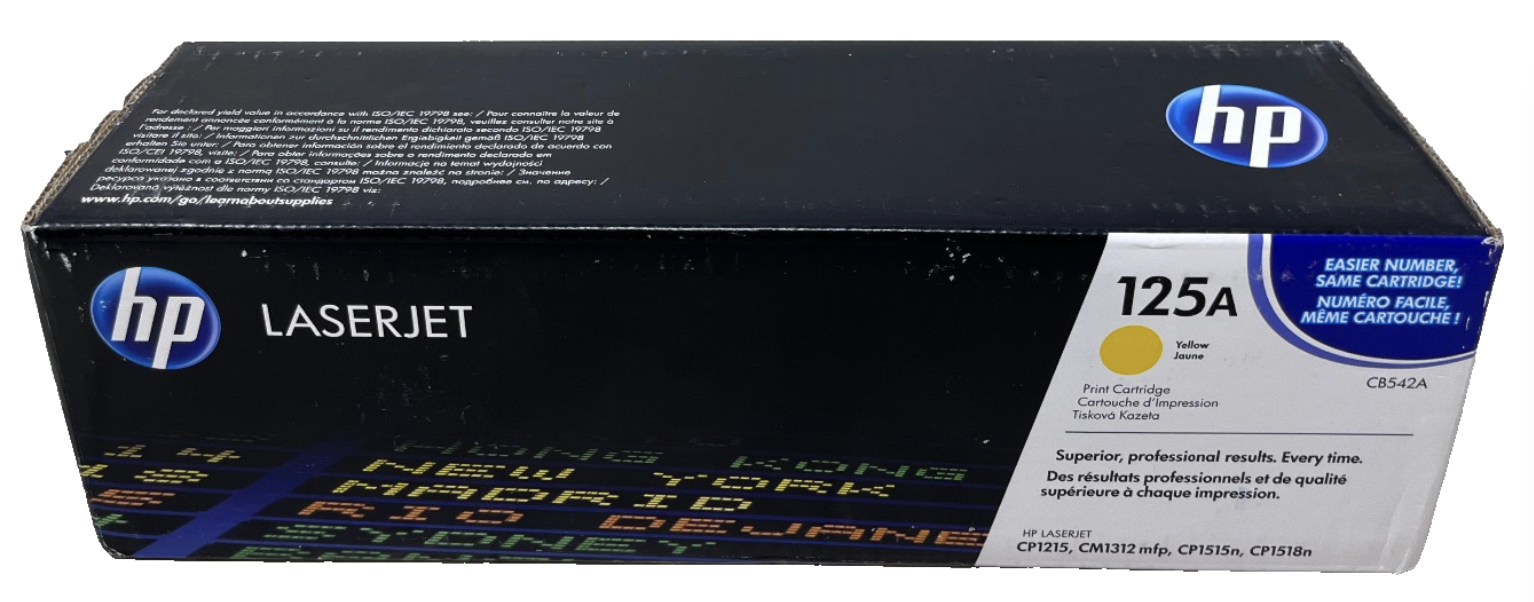 For declared yield value in accordance with ISO/IEC 19798 see: / Pour connaître la valeur de
rendement annoncée conformément à la norme ISO/IEC 19798, veuillez consulter notre site à
l'adresse : / Per maggiori informazioni su il rendimento dichiarato secondo ISO/IEC 19798
visitare il sito: / Informationen zur durchschnittlichen Ergiebigkeit gemäß ISO/IEC 19798
erhalten Sie unter: / Para obtener información sobre el rendimiento declarado de acuerdo con
ISO/CEI 19798, visite: / Para obter informações sobre o rendimento declarado em
conformidade com a ISO/IEC 19798, consulte: / Informacje na temat wydajności
deklarowanej zgodnie z normą ISO/IEC 19798 można znaleźć na stronie: / Значение
ресурса указано в соответствии со стандартом ISO/IEC 19798, подробнее см. по адресу: /
Deklarovaná výtěžnost dle normy ISO/IEC 19798 viz:
www.hp.com/go/learnaboutsupplies
hp
hp
LASERJET
125A
Yellow
Jaune
EASIER NUMBER,
SAME CARTRIDGE!
NUMÉRO FACILE,
MÊME CARTOUCHE !
CB542A
Print Cartridge
Cartouche d'Impression
Tisková Kazeta
Superior, professional results. Every time.
Des résultats professionnels et de qualité
supérieure à chaque impression.
HP LASERJET
CP1215, CM1312 mfp, CP1515n, CP1518n
14 HONG KONG
NEW YORK
MADRID
RIO DEJANE
SYDNEY